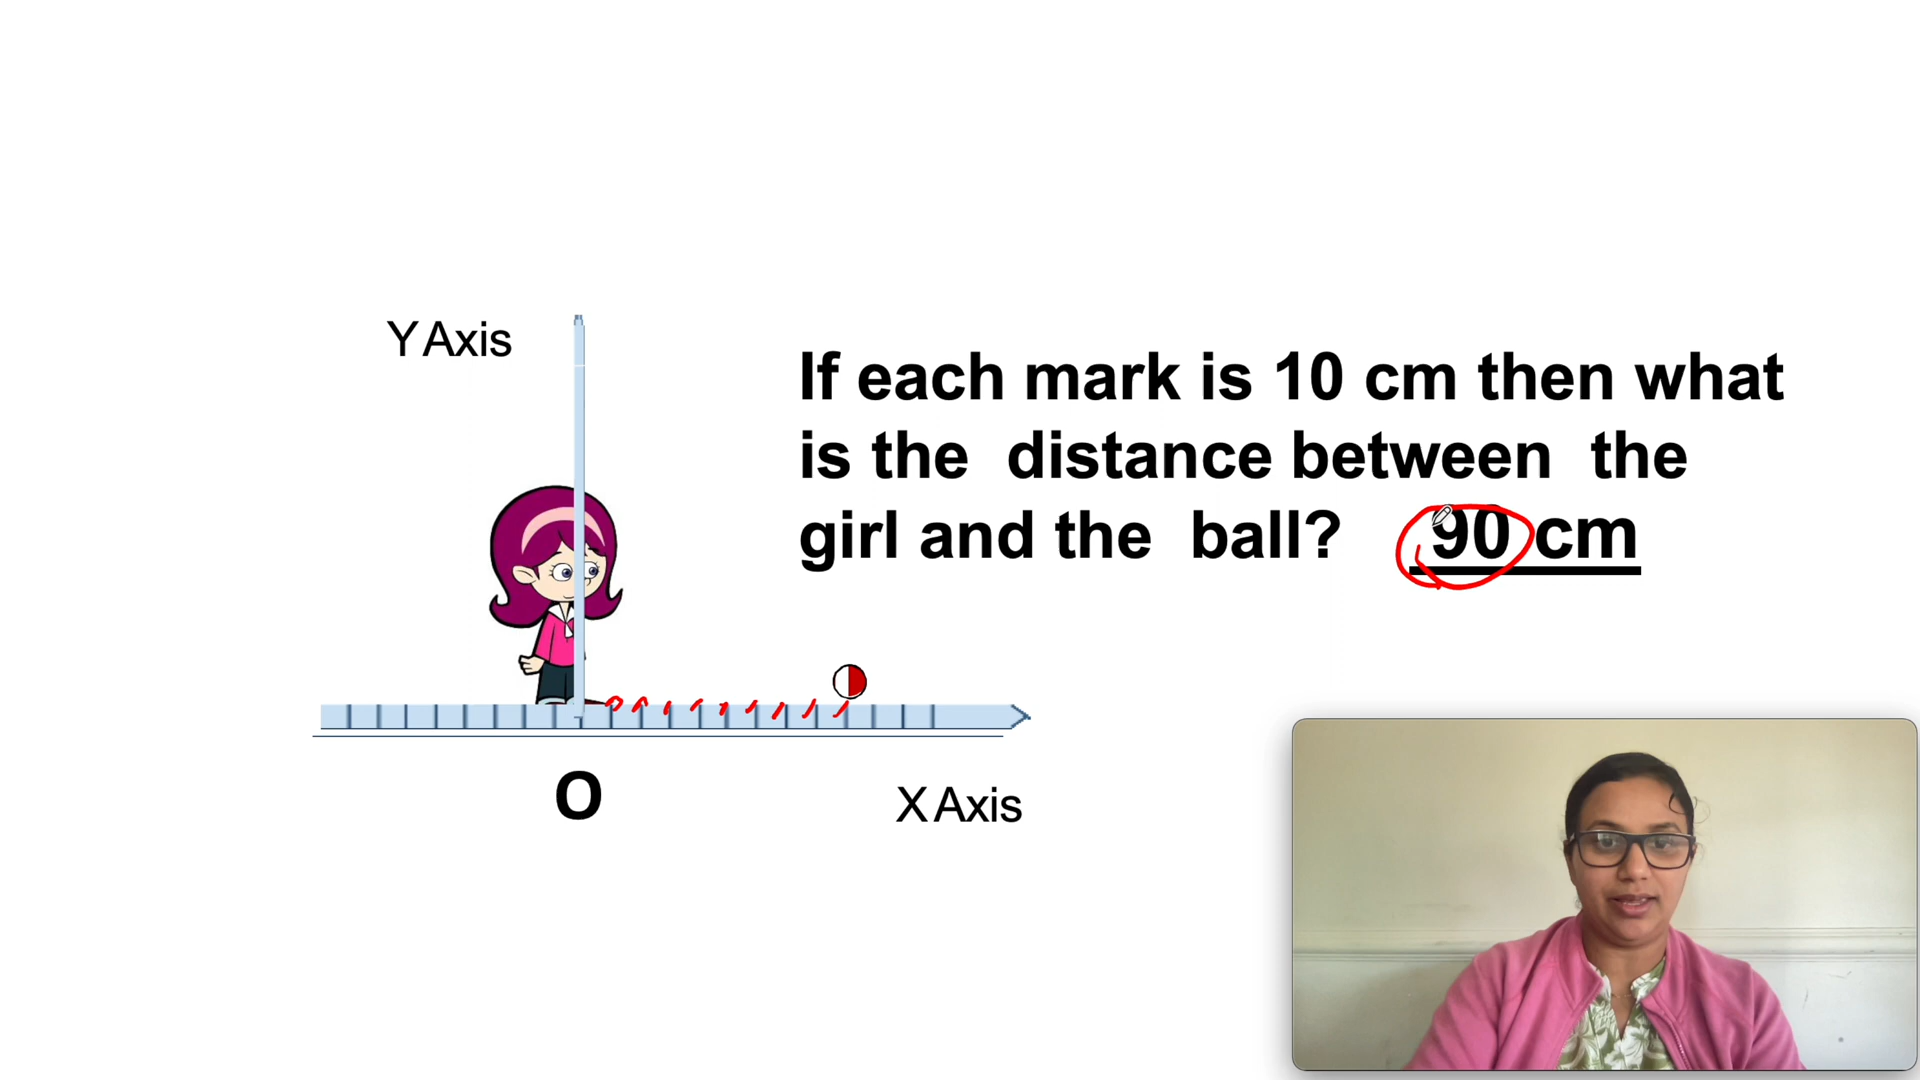 Y Axis
If each mark is 10 cm then what
is the distance between the
girl and the ball? 90 cm
O
X Axis